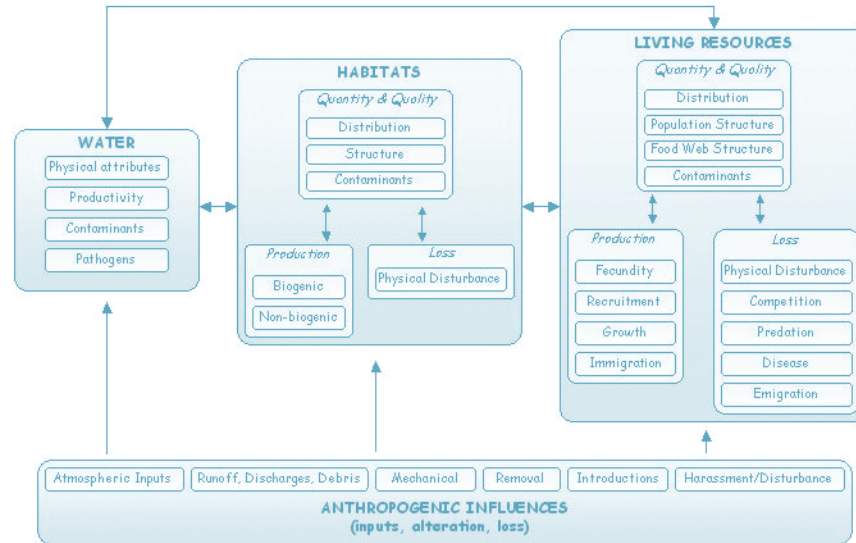 WATER
Physical attributes
Productivity
Contaminants
Pathogens
HABITATS
Quantity & Quality
Distribution
Structure
Contaminants
Production
Biogenic
Non-biogenic
Loss
Physical Disturbance
LIVING RESOURCES
Quantity & Quality
Distribution
Population Structure
Food Web Structure
Contaminants
Production
Fecundity
Recruitment
Growth
Immigration
Loss
Physical Disturbance
Competition
Predation
Disease
Emigration
Atmospheric Inputs
Runoff, Discharges, Debris
Mechanical
Removal
Introductions
Harassment/Disturbance
ANTHROPOGENIC INFLUENCES
(inputs, alteration, loss)